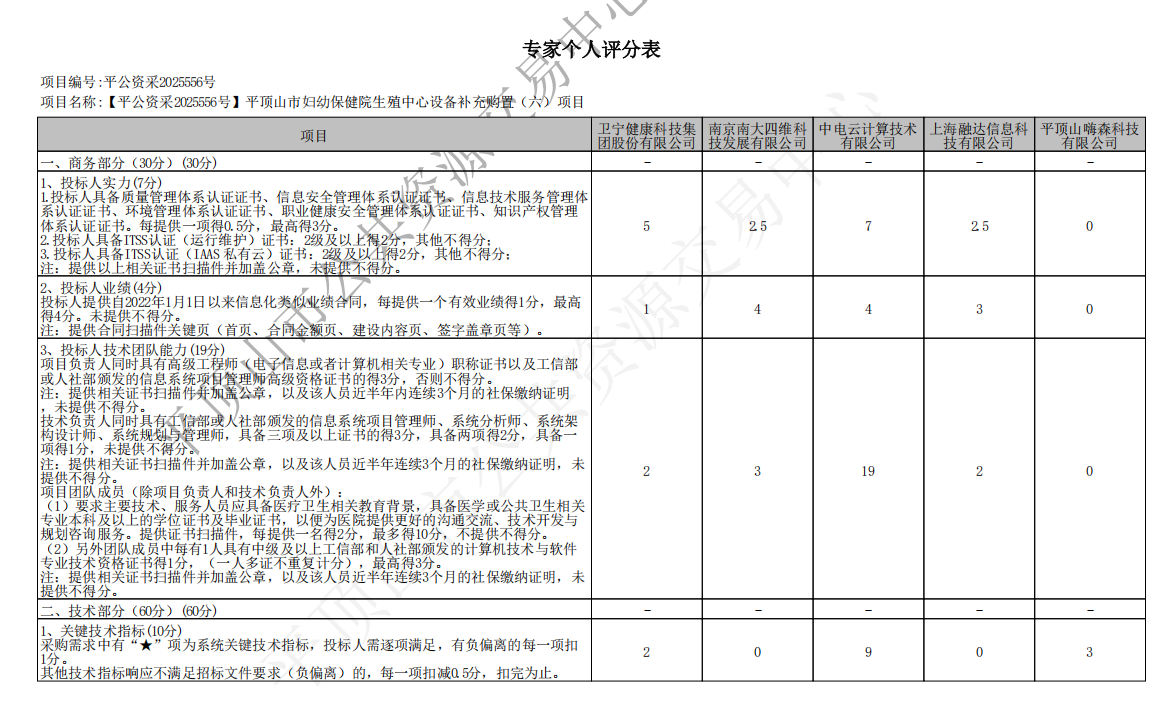 专家个人评分表
项目编号:平公资采2025556号
项目名称:【平公资采2025556号】平顶山市妇幼保健院生殖中心设备补充购置（六）项目
项目 卫宁健康科技集团股份有限公司 南京南大四维科技发展有限公司 中电云计算技术有限公司 上海融达信息科技有限公司 平顶山嗨森科技有限公司
一、商务部分（30分）(30分) - - - - -
1、投标人实力(7分)
1.投标人具备质量管理体系认证证书、信息安全管理体系认证证书、信息技术服务管理体
系认证证书、环境管理体系认证证书、职业健康安全管理体系认证证书、知识产权管理
体系认证证书。每提供一项得0.5分，最高得3分。
2.投标人具备ITSS认证（运行维护）证书：2级及以上得2分，其他不得分；
3.投标人具备ITSS认证（IAAS 私有云）证书：2级及以上得2分，其他不得分；
注：提供以上相关证书扫描件并加盖公章，未提供不得分。
5 2.5 7 2.5 0
2、投标人业绩(4分)
投标人提供自2022年1月1日以来信息化类似业绩合同，每提供一个有效业绩得1分，最高
得4分。未提供不得分。
注：提供合同扫描件关键页（首页、合同金额页、建设内容页、签字盖章页等）。
1 4 4 3 0
3、投标人技术团队能力(19分)
项目负责人同时具有高级工程师（电子信息或者计算机相关专业）职称证书以及工信部
或人社部颁发的信息系统项目管理师高级资格证书的得3分，否则不得分。
注：提供相关证书扫描件并加盖公章，以及该人员近半年内连续3个月的社保缴纳证明
，未提供不得分。
技术负责人同时具有工信部或人社部颁发的信息系统项目管理师、系统分析师、系统架
构设计师、系统规划与管理师，具备三项及以上证书的得3分，具备两项得2分，具备一
项得1分，未提供不得分。
注：提供相关证书扫描件并加盖公章，以及该人员近半年连续3个月的社保缴纳证明，未
提供不得分。
项目团队成员（除项目负责人和技术负责人外）：
（1）要求主要技术、服务人员应具备医疗卫生相关教育背景，具备医学或公共卫生相关
专业本科及以上的学位证书及毕业证书，以便为医院提供更好的沟通交流、技术开发与
规划咨询服务。提供证书扫描件，每提供一名得2分，最多得10分，不提供不得分。
（2）另外团队成员中每有1人具有中级及以上工信部和人社部颁发的计算机技术与软件
专业技术资格证书得1分，（一人多证不重复计分），最高得3分。
注：提供相关证书扫描件并加盖公章，以及该人员近半年连续3个月的社保缴纳证明，未
提供不得分。
2 3 19 2 0
二、技术部分（60分）(60分) - - - - -
1、关键技术指标(10分)
采购需求中有“★”项为系统关键技术指标，投标人需逐项满足，有负偏离的每一项扣
1分。
其他技术指标响应不满足招标文件要求（负偏离）的，每一项扣减0.5分，扣完为止。
2 0 9 0 3
平顶山市公共资源交易中心
平顶山市公共资源交易中心